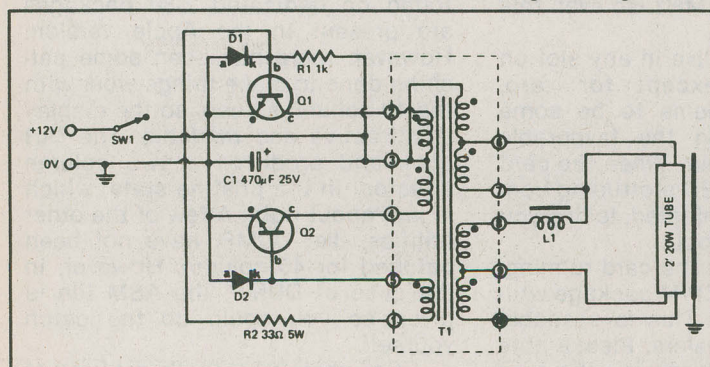 D1
a
k
R1 1k
b
Q1
e
c
2
+12V
SW1
0V
3
C1 470μF 25V
+
e
c
Q2
b
4
a
k
D2
R2 33Ω 5W
1
T1
6
7
8
9
10
L1
2' 20W TUBE